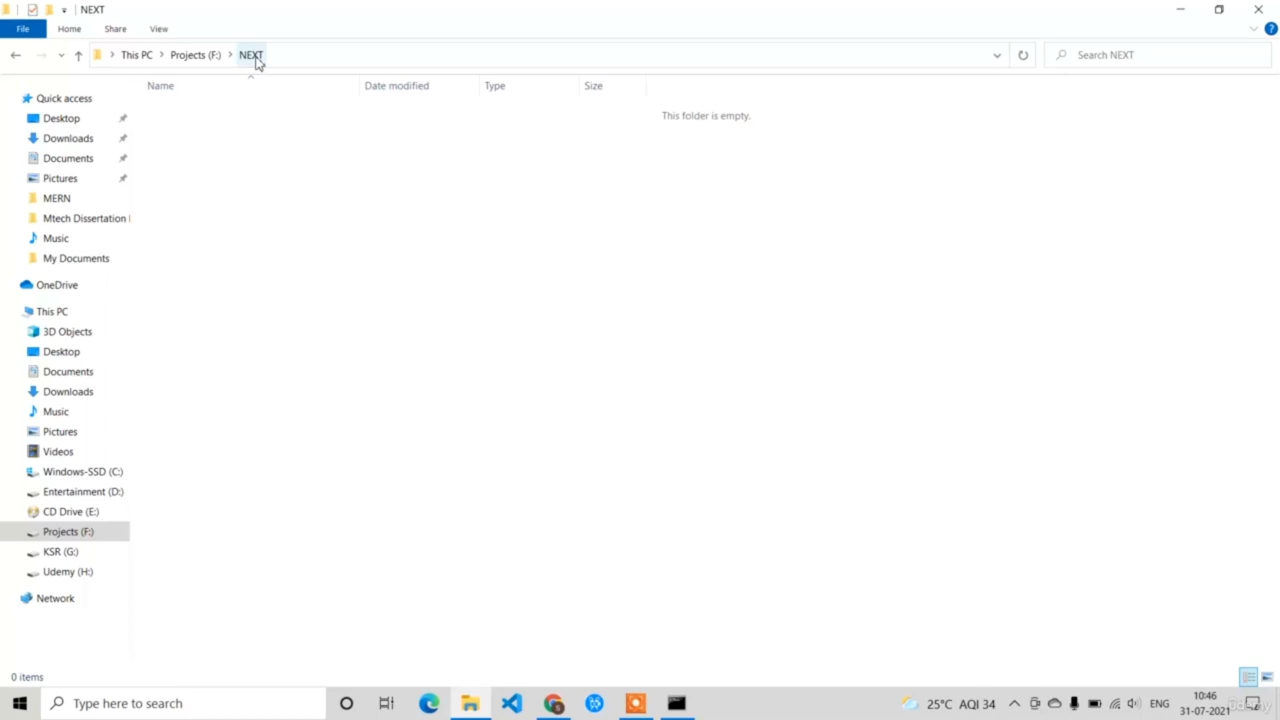 NEXT
File Home Share View
This PC Projects (F:) NEXT
Search NEXT
Name Date modified Type Size
This folder is empty.
Quick access
Desktop
Downloads
Documents
Pictures
MERN
Mtech Dissertation
Music
My Documents
OneDrive
This PC
3D Objects
Desktop
Documents
Downloads
Music
Pictures
Videos
Windows-SSD (C:)
Entertainment (D:)
CD Drive (E:)
Projects (F:)
KSR (G:)
Udemy (H:)
Network
0 items
Type here to search
25°C AQI 34
ENG
10:46
31-07-2021
Udemy